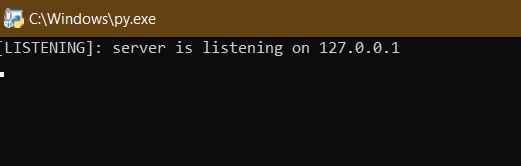 C:\Windows\py.exe
[LISTENING]: server is listening on 127.0.0.1